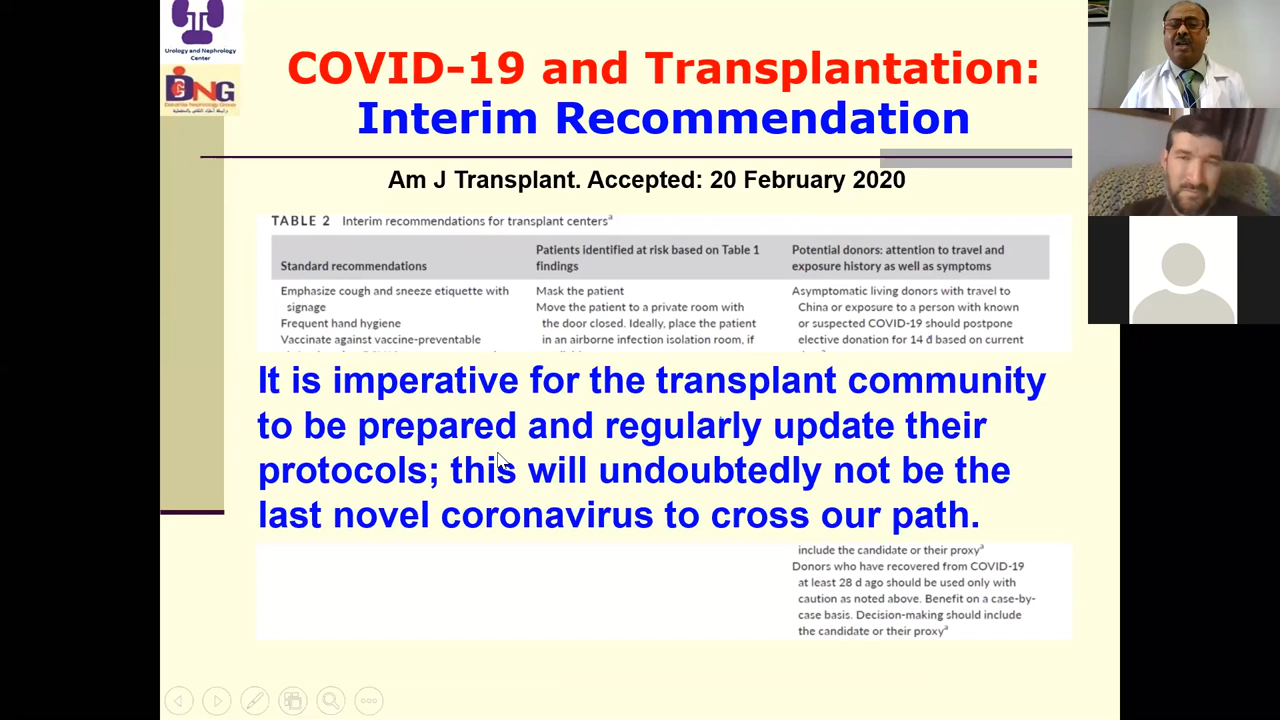 Urology and Nephrology
Center
DNG
COVID-19 and Transplantation:
Interim Recommendation
Am J Transplant. Accepted: 20 February 2020
TABLE 2 Interim recommendations for transplant centersᵃ
Standard recommendations
Patients identified at risk based on Table 1
findings
Potential donors: attention to travel and
exposure history as well as symptoms
Emphasize cough and sneeze etiquette with
signage
Frequent hand hygiene
Vaccinate against vaccine-preventable
Mask the patient
Move the patient to a private room with
the door closed. Ideally, place the patient
in an airborne infection isolation room, if
Asymptomatic living donors with travel to
China or exposure to a person with known
or suspected COVID-19 should postpone
elective donation for 14 d based on current
It is imperative for the transplant community
to be prepared and regularly update their
protocols; this will undoubtedly not be the
last novel coronavirus to cross our path.
include the candidate or their proxyᵃ
Donors who have recovered from COVID-19
at least 28 d ago should be used only with
caution as noted above. Benefit on a case-by-
case basis. Decision-making should include
the candidate or their proxyᵃ